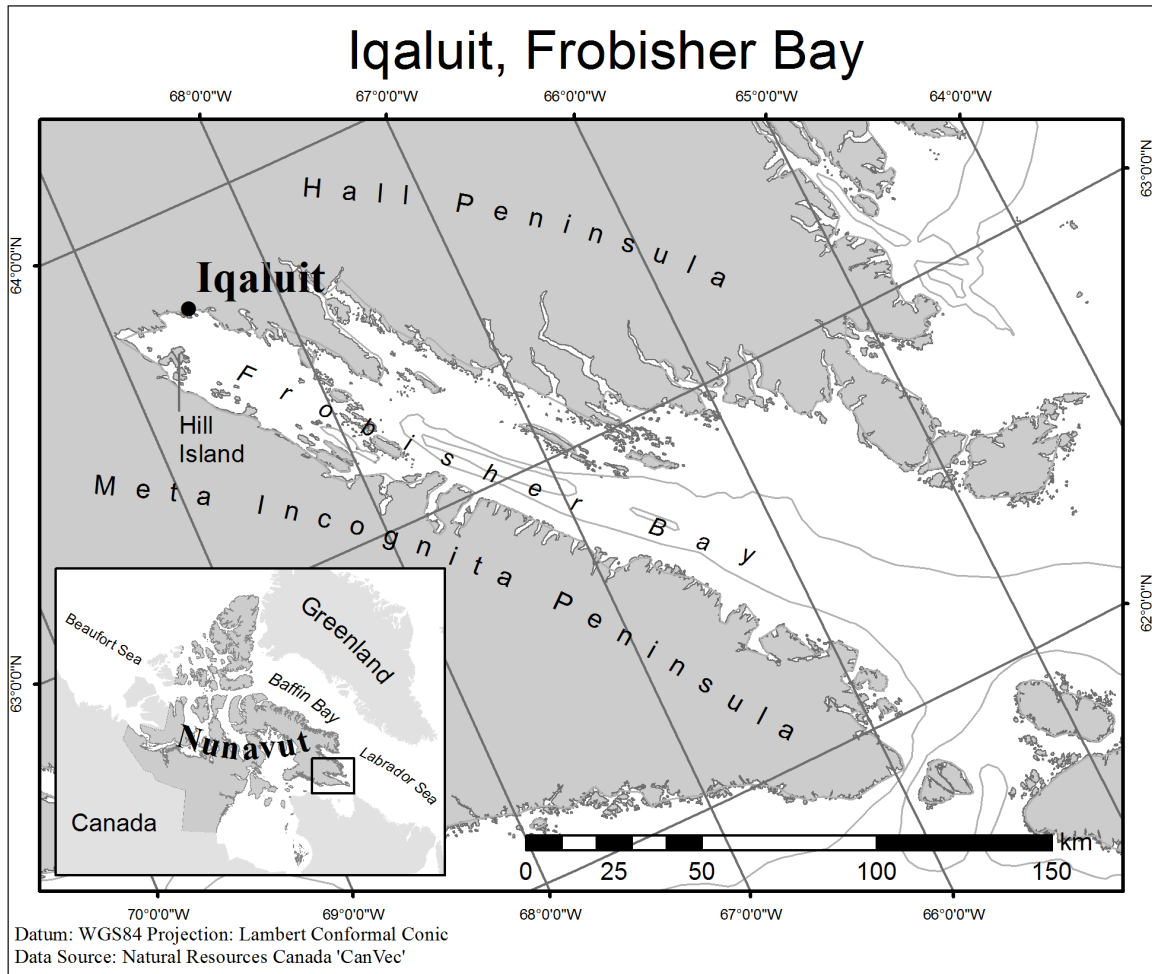 Iqaluit, Frobisher Bay
68°0'0"W
67°0'0"W
66°0'0"W
65°0'0"W
64°0'0"W
63°0'0"N
64°0'0"N
Hall Peninsula
Iqaluit
Frobisher Bay
Hill
Island
Meta Incognita Peninsula
62°0'0"N
63°0'0"N
Greenland
Beaufort Sea
Baffin Bay
Nunavut
Labrador Sea
Canada
km
0 25 50 100 150
70°0'0"W
69°0'0"W
68°0'0"W
67°0'0"W
66°0'0"W
Datum: WGS84 Projection: Lambert Conformal Conic
Data Source: Natural Resources Canada 'CanVec'